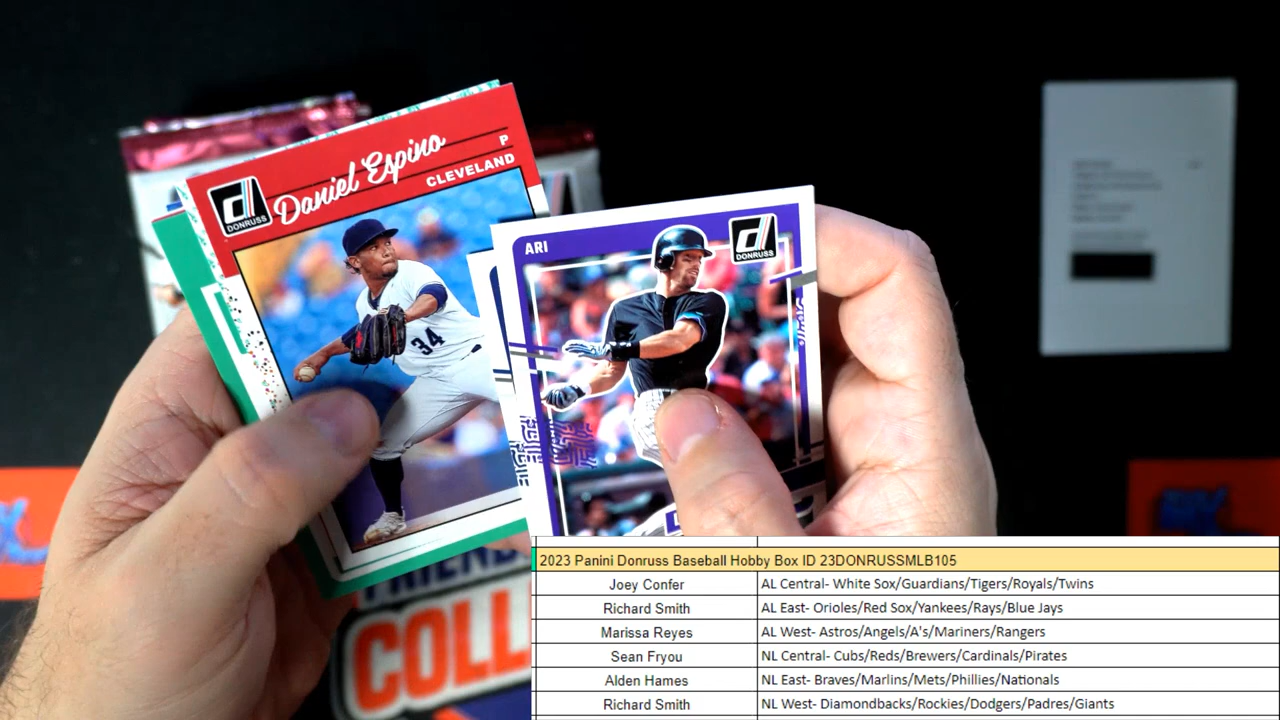 Daniel Espino
P
CLEVELAND
DONRUSS
34
ARI
DONRUSS
COLL
2023 Panini Donruss Baseball Hobby Box ID 23DONRUSSMLB105
Joey Confer AL Central- White Sox/Guardians/Tigers/Royals/Twins
Richard Smith AL East- Orioles/Red Sox/Yankees/Rays/Blue Jays
Marissa Reyes AL West- Astros/Angels/A's/Mariners/Rangers
Sean Fryou NL Central- Cubs/Reds/Brewers/Cardinals/Pirates
Alden Hames NL East- Braves/Marlins/Mets/Phillies/Nationals
Richard Smith NL West- Diamondbacks/Rockies/Dodgers/Padres/Giants